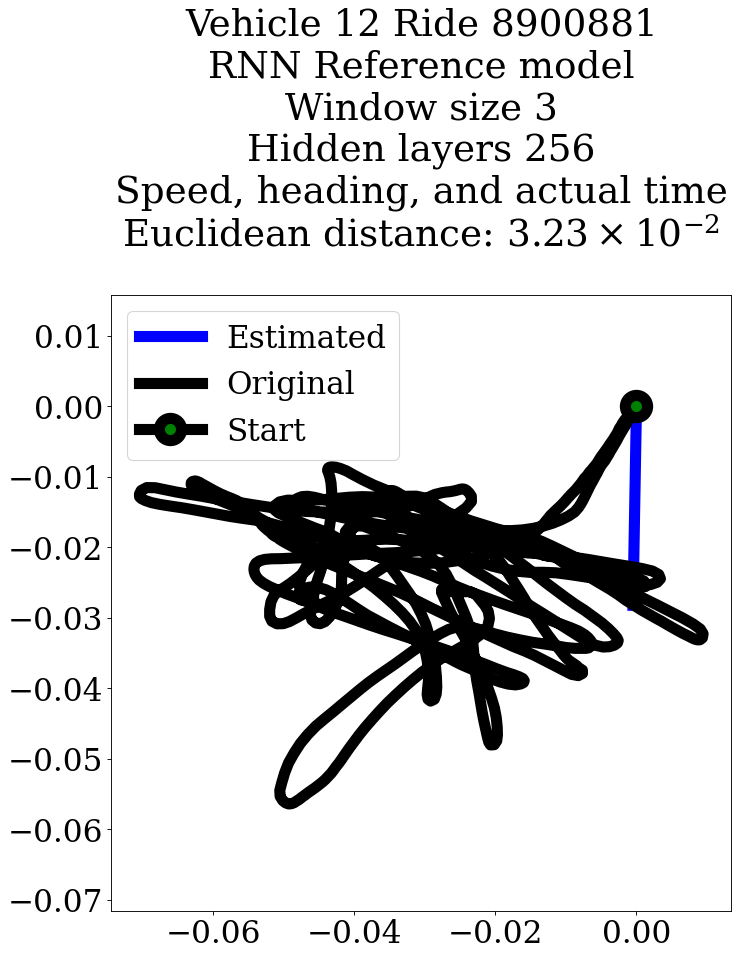 Vehicle 12 Ride 8900881
RNN Reference model
Window size 3
Hidden layers 256
Speed, heading, and actual time
Euclidean distance: 3.23 × 10⁻²
Estimated
Original
Start
0.01
0.00
−0.01
−0.02
−0.03
−0.04
−0.05
−0.06
−0.07
−0.06
−0.04
−0.02
0.00